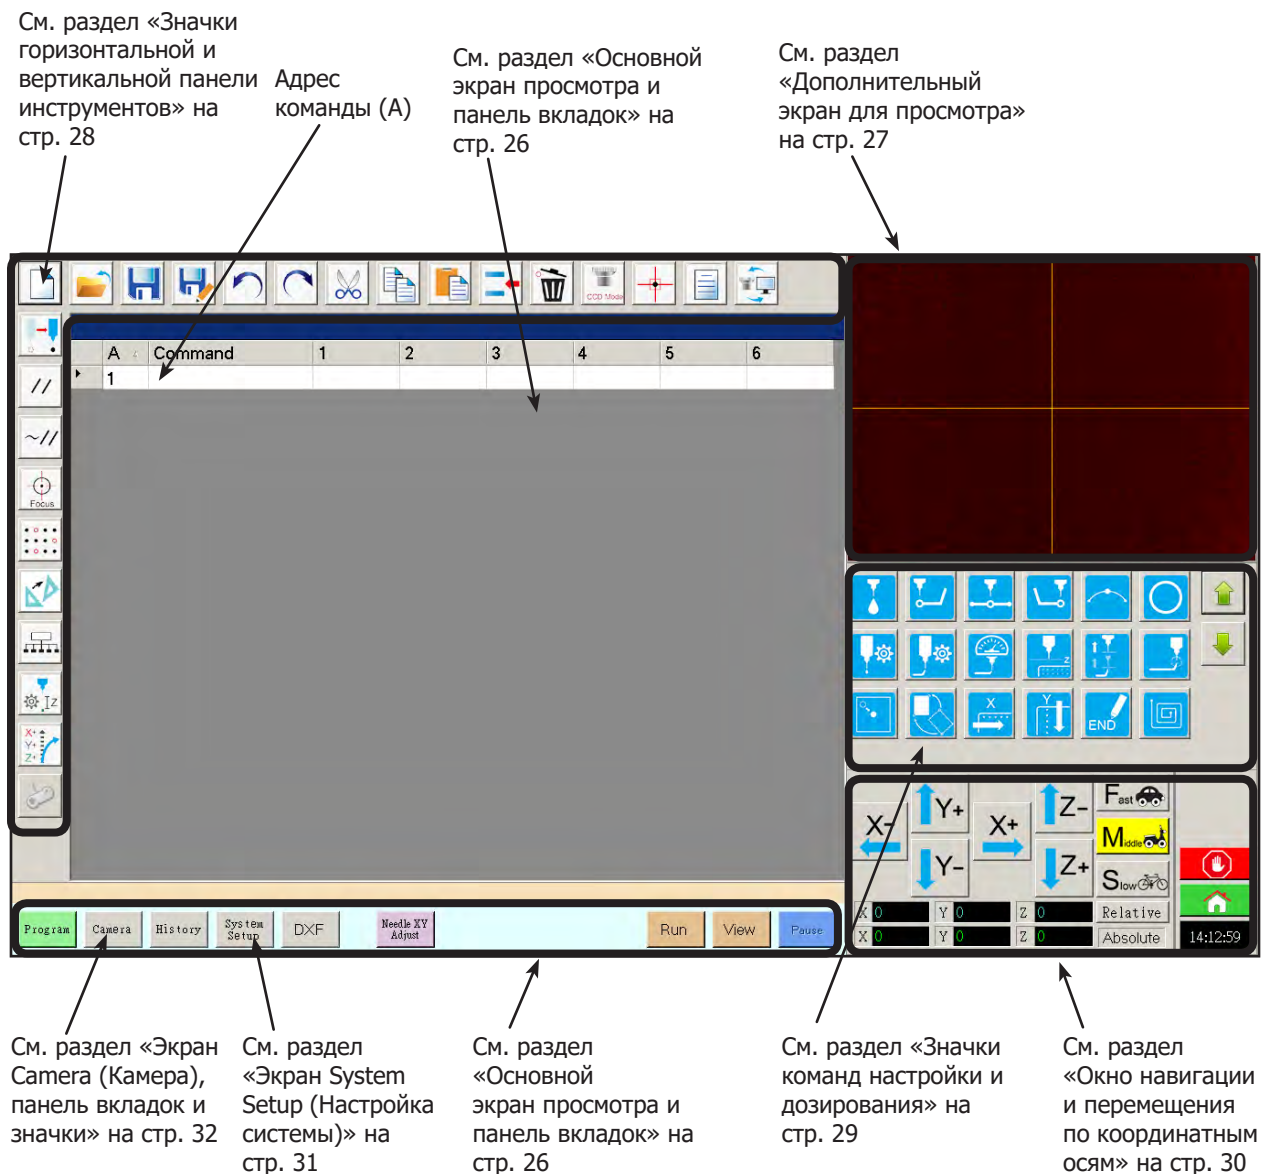 См. раздел «Значки
горизонтальной и
вертикальной панели
инструментов» на
стр. 28
Адрес
команды (A)
См. раздел «Основной
экран просмотра и
панель вкладок» на
стр. 26
См. раздел
«Дополнительный
экран для просмотра»
на стр. 27
CCD Mode
A Command 1 2 3 4 5 6
1
Focus
Z
X+
Y+
Z+
Z
X
Y
END
X-
Y+
Y-
X+
Z-
Z+
Fast
Middle
Slow
X 0 Y 0 Z 0 Relative
X 0 Y 0 Z 0 Absolute
14:12:59
Program
Camera
History
System
Setup
DXF
Needle XY
Adjust
Run
View
Pause
См. раздел «Экран
Camera (Камера),
панель вкладок и
значки» на стр. 32
См. раздел
«Экран System
Setup (Настройка
системы)» на
стр. 31
См. раздел
«Основной
экран просмотра и
панель вкладок» на
стр. 26
См. раздел «Значки
команд настройки и
дозирования» на
стр. 29
См. раздел
«Окно навигации
и перемещения
по координатным
осям» на стр. 30